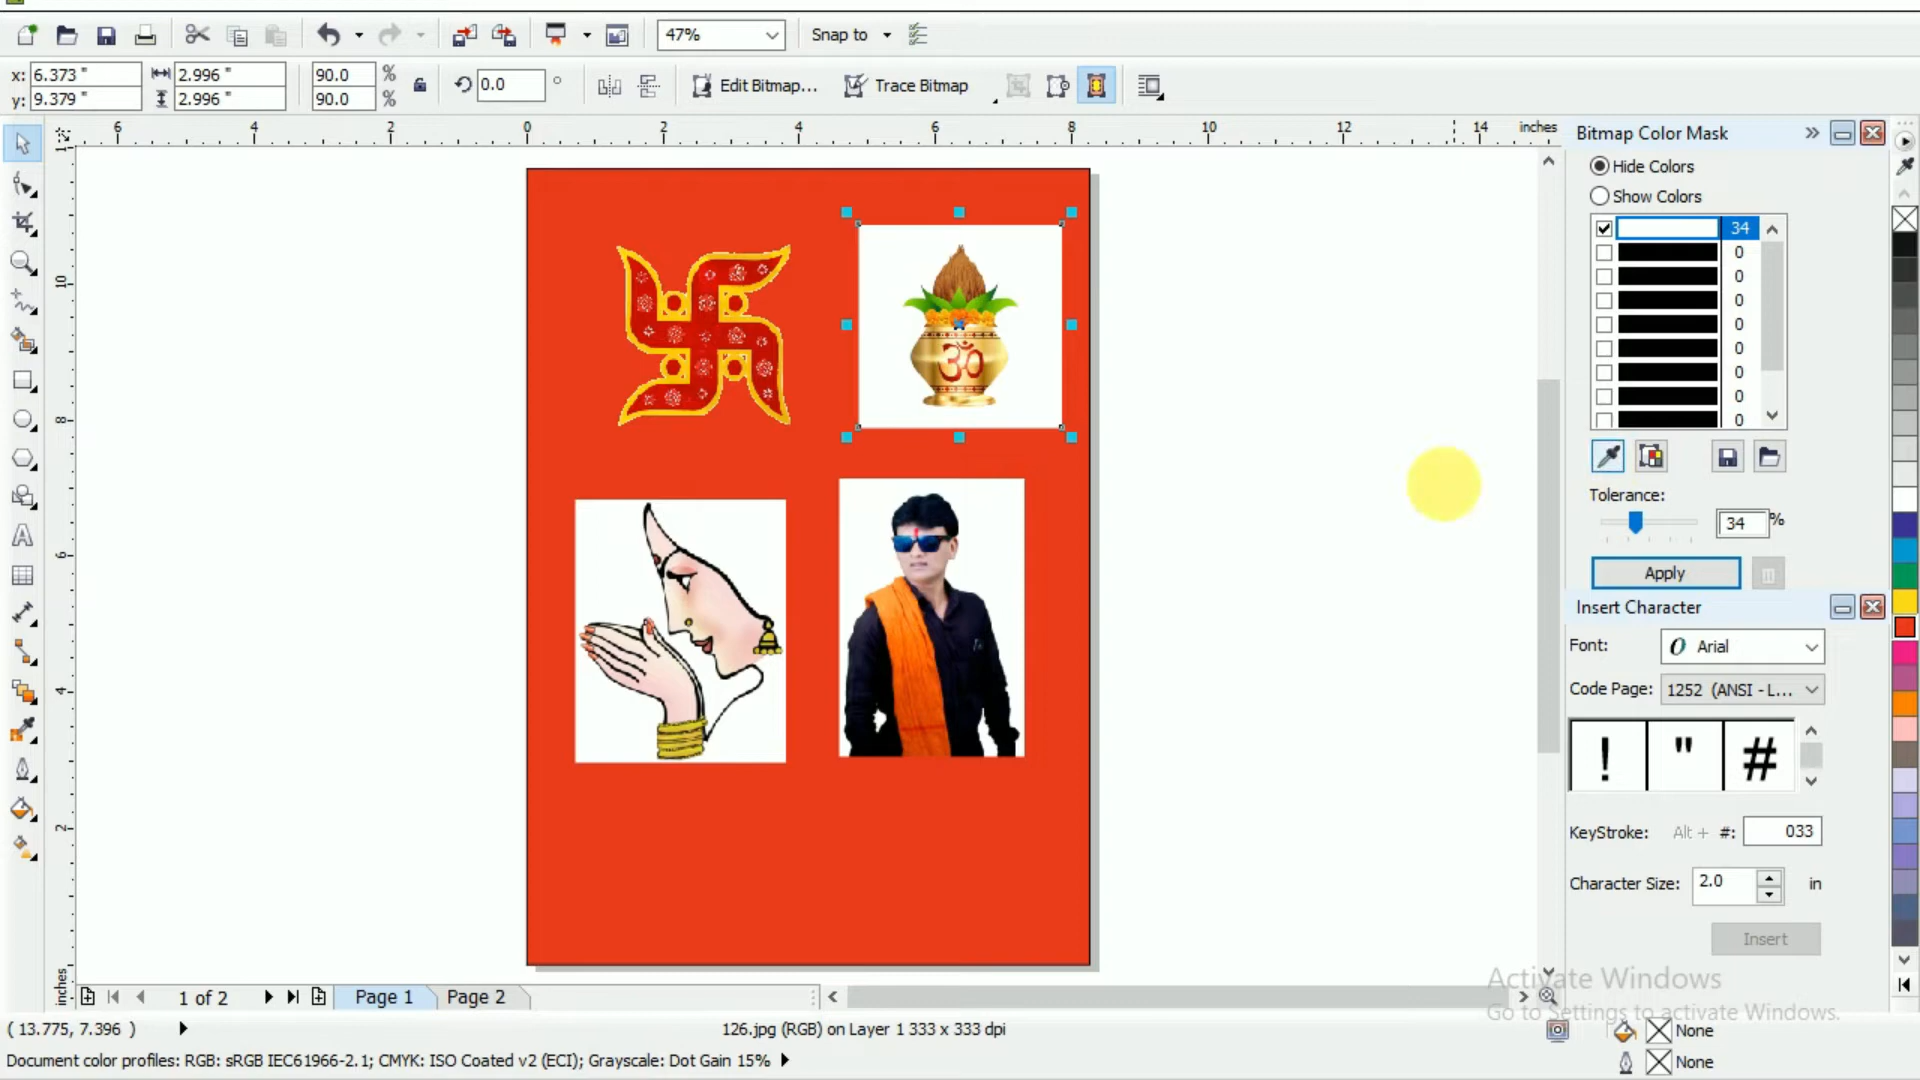 47%
Snap to
x: 6.373 "
2.996 "
90.0 %
0.0 °
Edit Bitmap...
Trace Bitmap
y: 9.379 "
2.996 "
90.0 %
6 4 2 0 2 4 6 8 10 12 14 inches
10
8
6
4
2
inches
ॐ
Bitmap Color Mask
Hide Colors
Show Colors
34
0
0
0
0
0
0
0
0
Tolerance:
34 %
Apply
Insert Character
Font: O Arial
Code Page: 1252 (ANSI - L...
! " #
KeyStroke: Alt + #: 033
Character Size: 2.0 in
Insert
Activate Windows
Go to Settings to activate Windows.
1 of 2
Page 1
Page 2
( 13.775, 7.396 )
126.jpg (RGB) on Layer 1 333 x 333 dpi
None
Document color profiles: RGB: sRGB IEC61966-2.1; CMYK: ISO Coated v2 (ECI); Grayscale: Dot Gain 15%
None